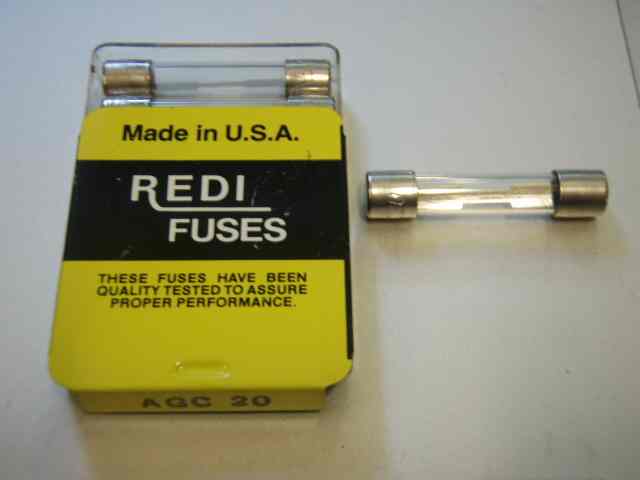 Made in U.S.A.
REDI
FUSES
THESE FUSES HAVE BEEN
QUALITY TESTED TO ASSURE
PROPER PERFORMANCE.
AGC 20